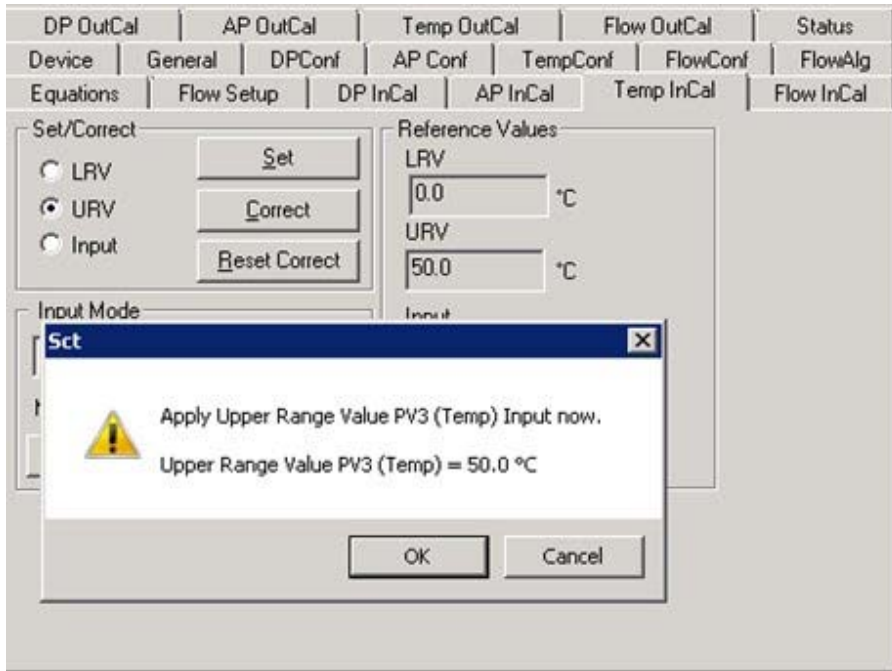 DP OutCal AP OutCal Temp OutCal Flow OutCal Status
Device General DPConf AP Conf TempConf FlowConf FlowAlg
Equations Flow Setup DP InCal AP InCal Temp InCal Flow InCal
Set/Correct
LRV
URV
Input
Set
Correct
Reset Correct
Reference Values
LRV
0.0 °C
URV
50.0 °C
Input
Input Mode
Sct
Apply Upper Range Value PV3 (Temp) Input now.
Upper Range Value PV3 (Temp) = 50.0 °C
OK Cancel